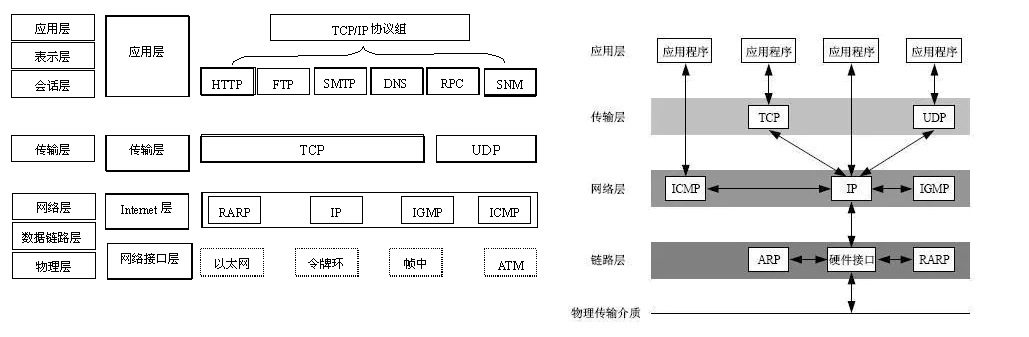 应用层
表示层
会话层
应用层
TCP/IP 协议组
HTTP
FTP
SMTP
DNS
RPC
SNM
传输层
传输层
TCP
UDP
网络层
Internet 层
RARP
IP
IGMP
ICMP
数据链路层
物理层
网络接口层
以太网
令牌环
帧中
ATM
应用层
应用程序
应用程序
应用程序
应用程序
传输层
TCP
UDP
网络层
ICMP
IP
IGMP
链路层
ARP
硬件接口
RARP
物理传输介质